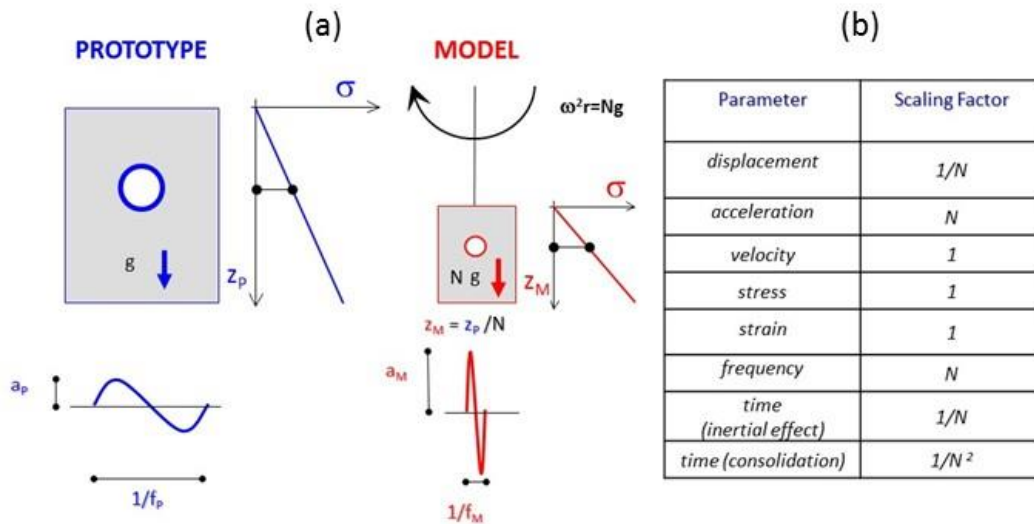 (a)
PROTOTYPE
MODEL
σ
ω²r=Ng
σ
g
z_P
N g
z_M
z_M = z_P /N
a_P
a_M
1/f_P
1/f_M
(b)
Parameter Scaling Factor
displacement 1/N
acceleration N
velocity 1
stress 1
strain 1
frequency N
time
(inertial effect) 1/N
time (consolidation) 1/N²